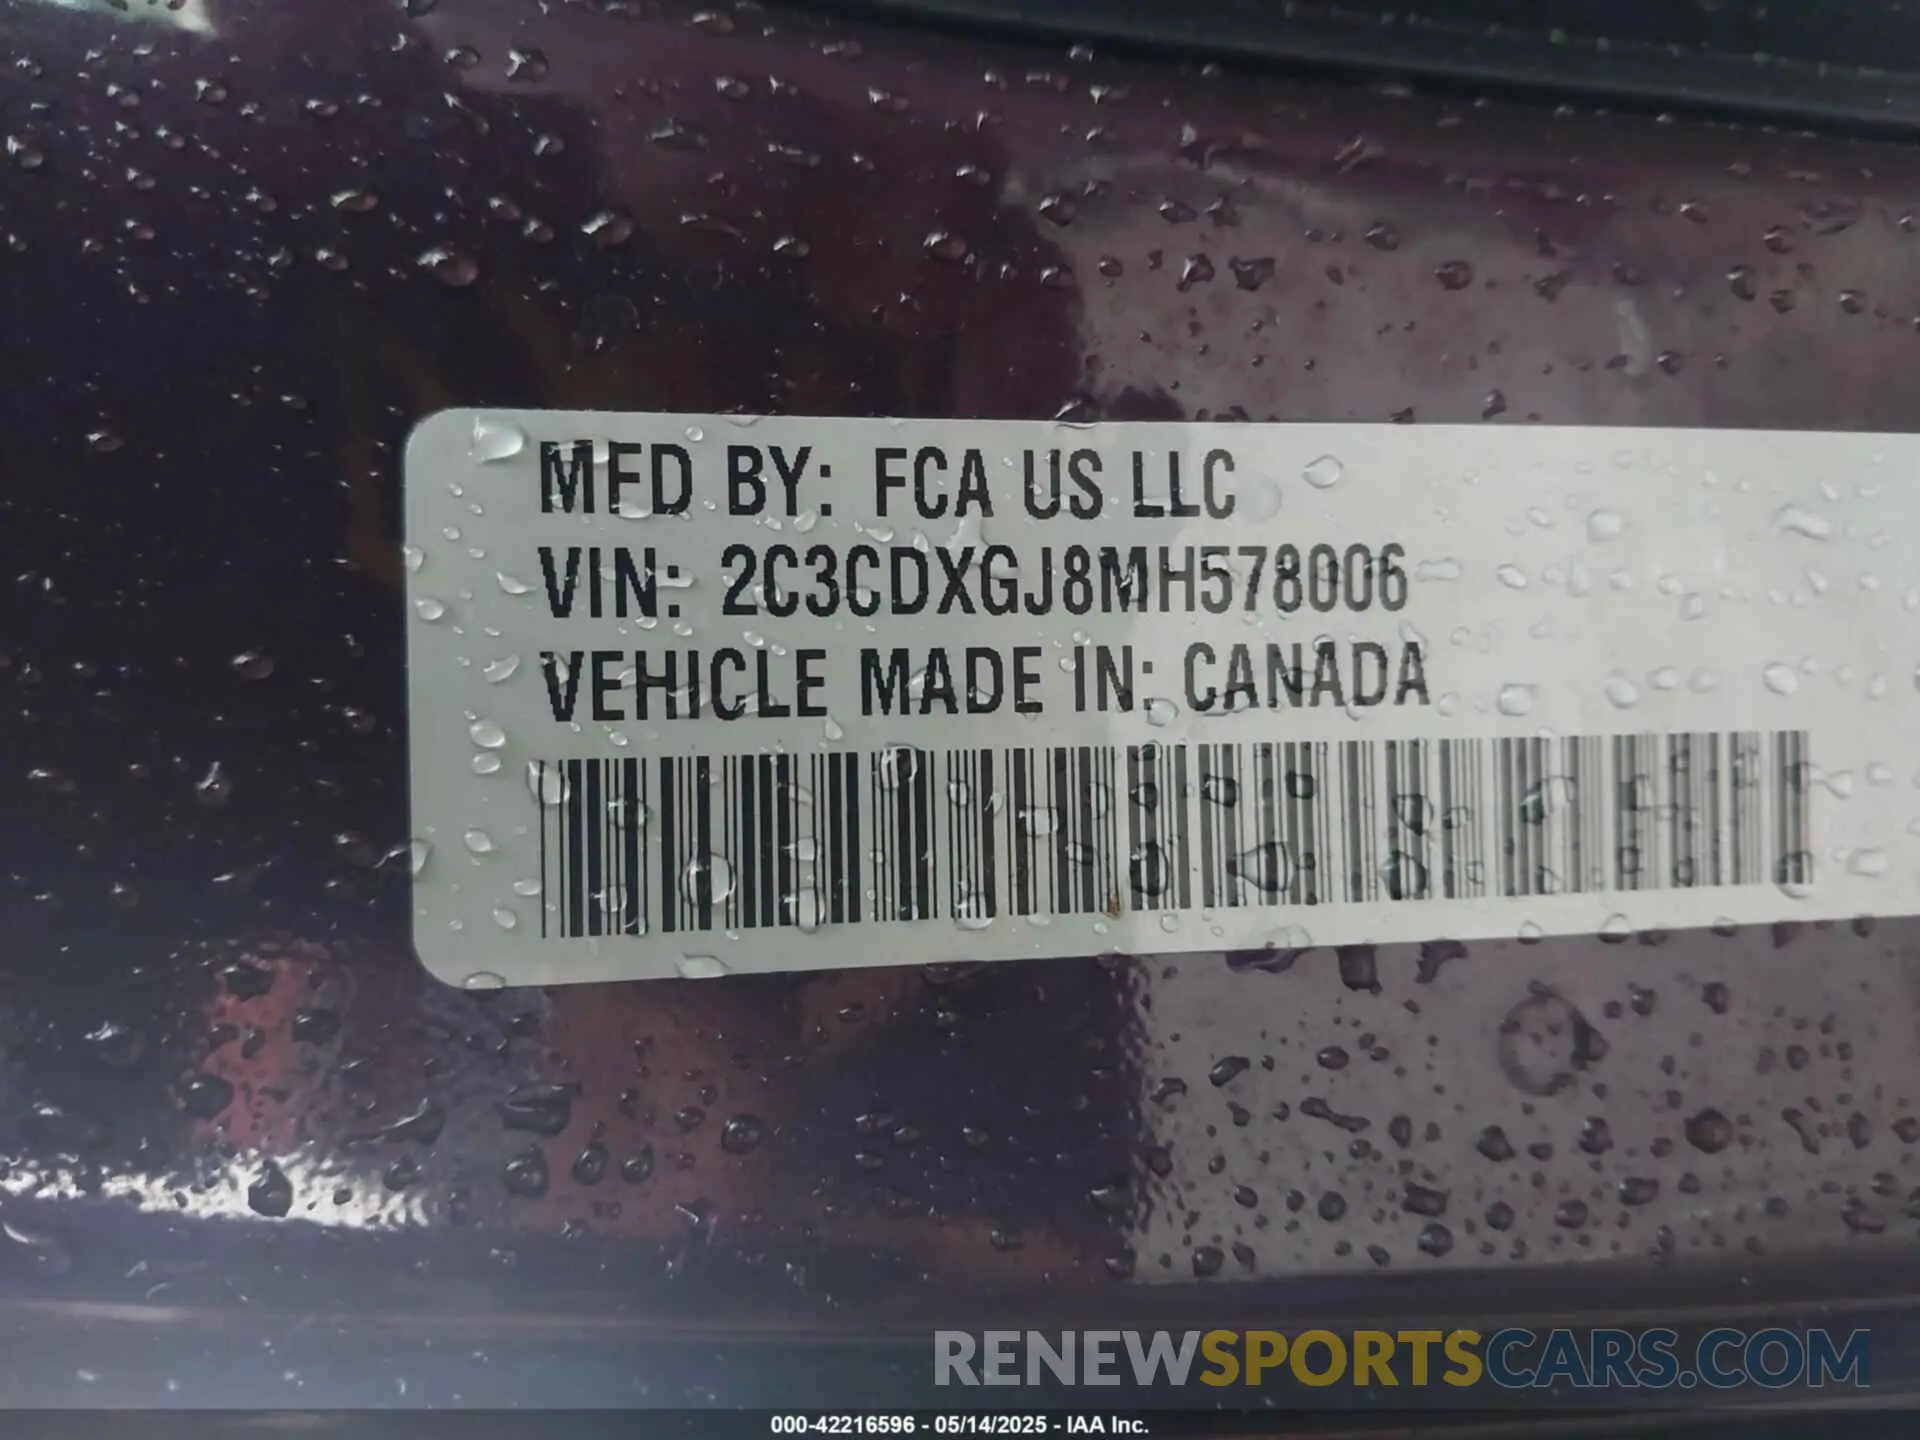 MFD BY: FCA US LLC
VIN: 2C3CDXGJ8MH578006
VEHICLE MADE IN: CANADA
RENEWSPORTSCARS.COM
000-42216596 - 05/14/2025 - IAA Inc.